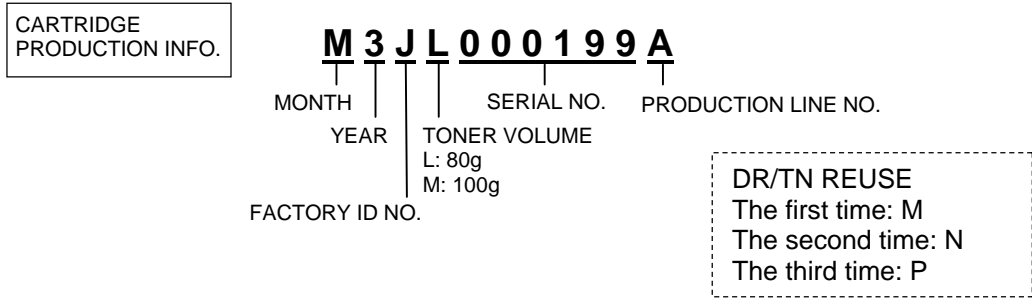 CARTRIDGE
PRODUCTION INFO.
M 3 J L 0 0 0 1 9 9 A
MONTH
SERIAL NO.
PRODUCTION LINE NO.
YEAR
TONER VOLUME
L: 80g
M: 100g
FACTORY ID NO.
DR/TN REUSE
The first time: M
The second time: N
The third time: P